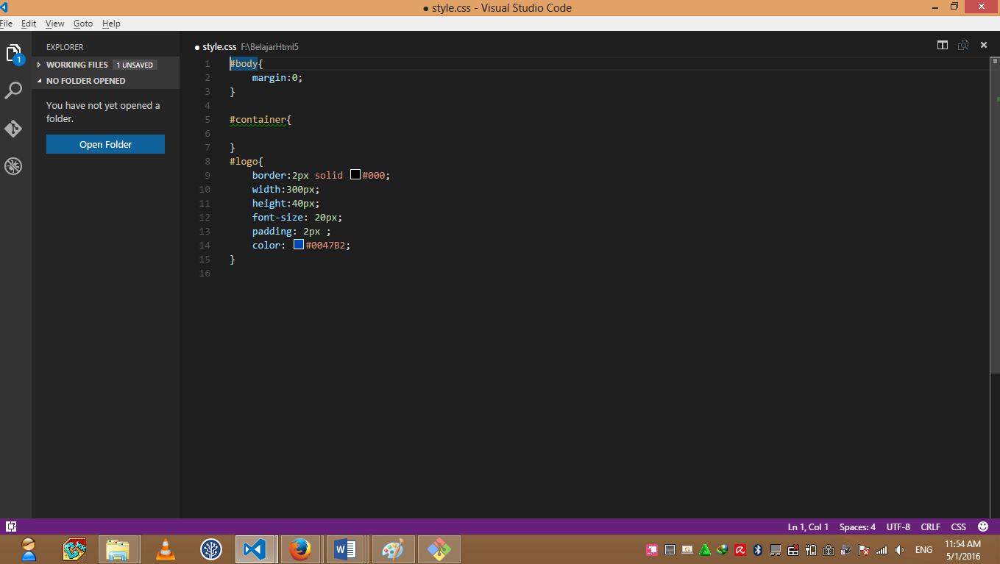 ● style.css - Visual Studio Code
File Edit View Goto Help
EXPLORER
WORKING FILES 1 UNSAVED
NO FOLDER OPENED
You have not yet opened a
folder.
Open Folder
1
● style.css F:\BelajarHtml5
1 #body{
2 margin:0;
3 }
4
5 #container{
6
7 }
8 #logo{
9 border:2px solid #000;
10 width:300px;
11 height:40px;
12 font-size: 20px;
13 padding: 2px ;
14 color: #0047B2;
15 }
16
Ln 1, Col 1 Spaces: 4 UTF-8 CRLF CSS
ENG 11:54 AM
5/1/2016